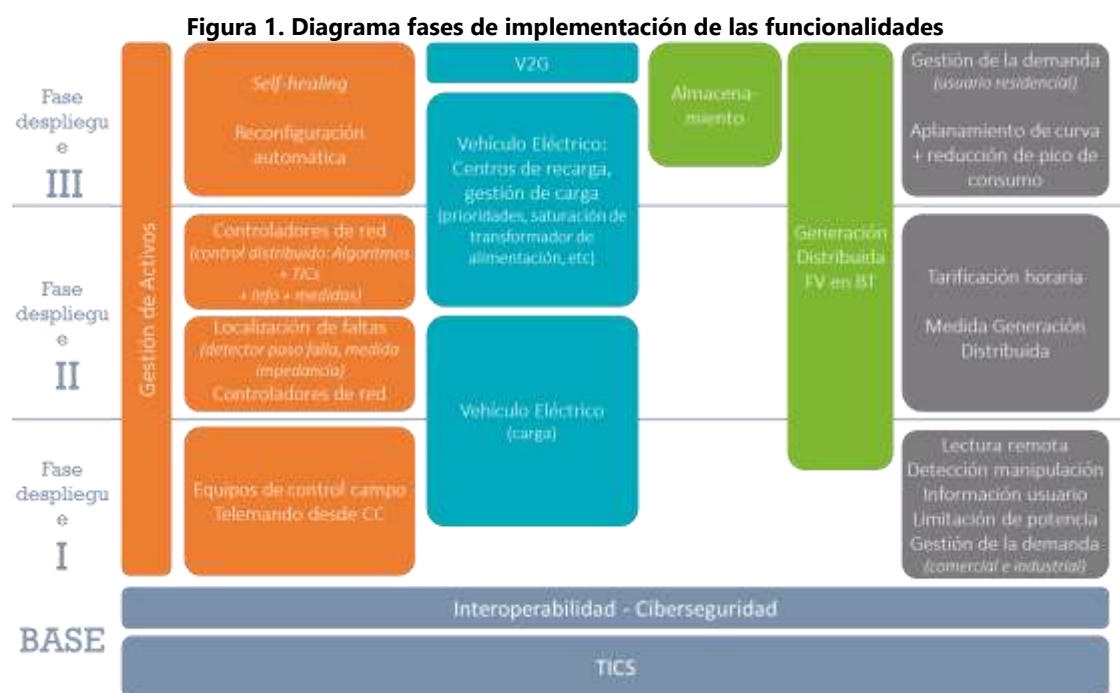 Figura 1. Diagrama fases de implementación de las funcionalidades
Fase
despliegu
e
III
Fase
despliegu
e
II
Fase
despliegu
e
I
BASE
Gestión de Activos
Self-healing
Reconfiguración
automática
Controladores de red
(control distribuido: Algoritmos
+ TICs
+ info + medidas)
Localización de faltas
(detector paso falla, medida
impedancia)
Controladores de red
Equipos de control campo
Telemando desde CC
V2G
Vehículo Eléctrico:
Centros de recarga,
gestión de carga
(prioridades, saturación de
transformador de
alimentación, etc)
Vehículo Eléctrico
(carga)
Almacena-
miento
Generación
Distribuida
FV en BT
Gestión de la demanda
(usuario residencial)
Aplanamiento de curva
+ reducción de pico de
consumo
Tarificación horaria
Medida Generación
Distribuida
Lectura remota
Detección manipulación
Información usuario
Limitación de potencia
Gestión de la demanda
(comercial e industrial)
Interoperabilidad - Ciberseguridad
TICS